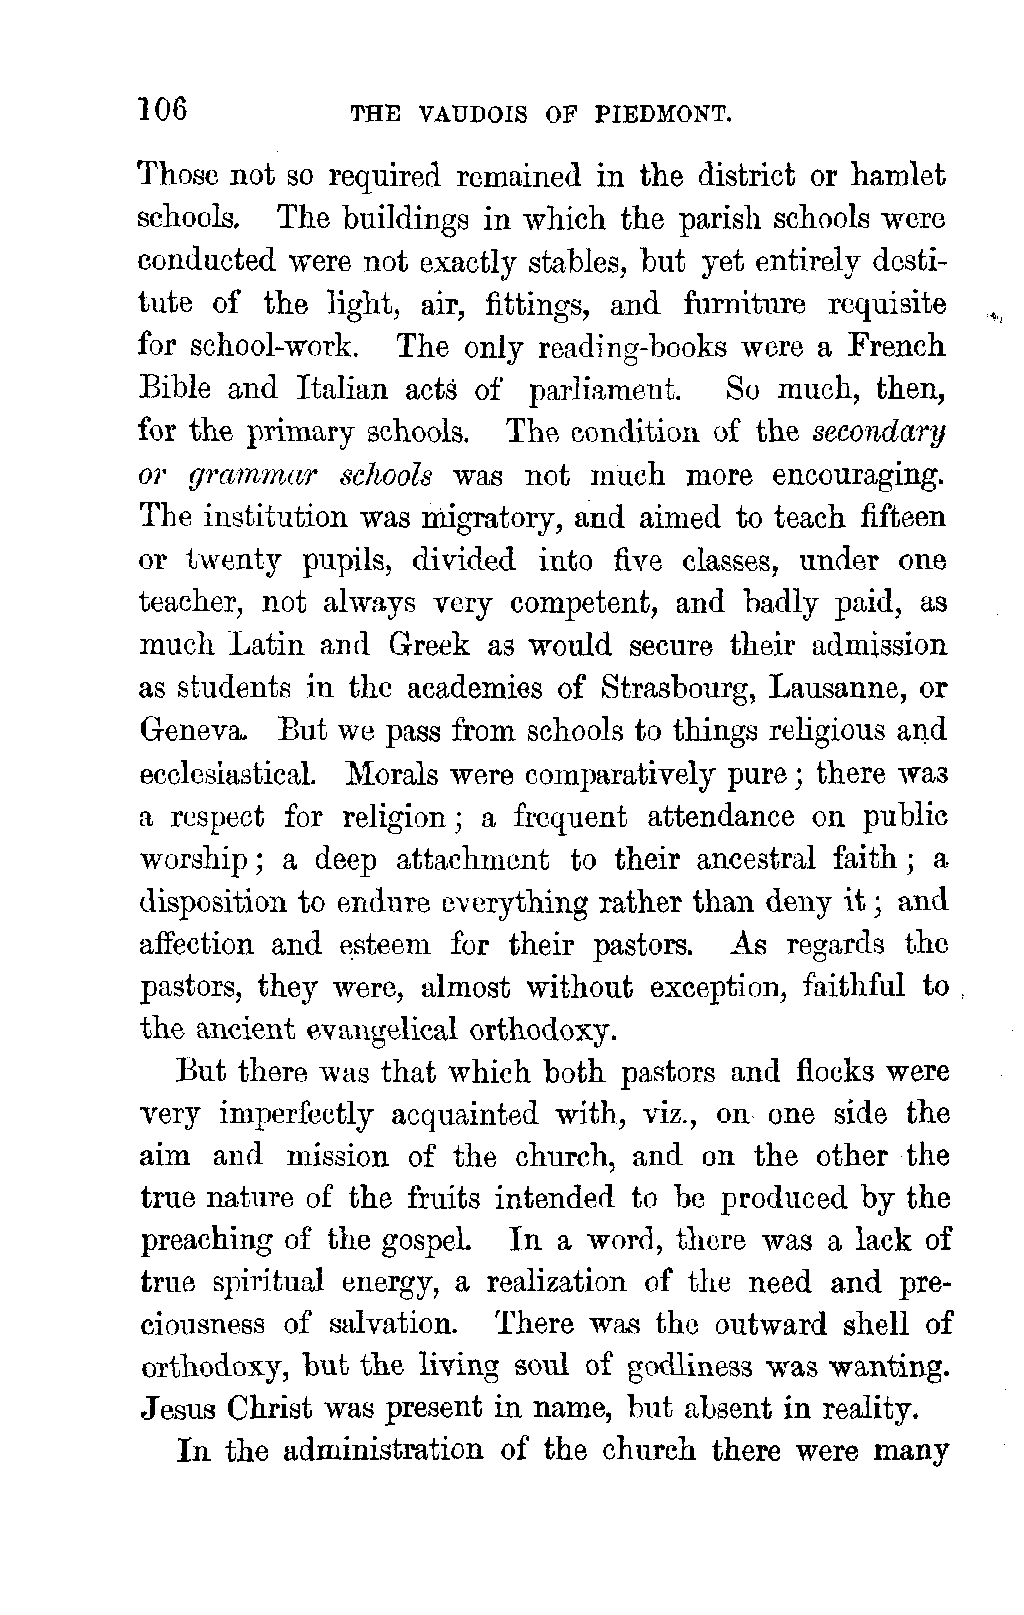 106 THE VAUDOIS OF PIEDMONT.
Those not so required remained in the district or hamlet
schools. The buildings in which the parish schools were
conducted were not exactly stables, but yet entirely desti-
tute of the light, air, fittings, and furniture requisite
for school-work. The only reading-books were a French
Bible and Italian acts of parliament. So much, then,
for the primary schools. The condition of the secondary
or grammar schools was not much more encouraging.
The institution was migratory, and aimed to teach fifteen
or twenty pupils, divided into five classes, under one
teacher, not always very competent, and badly paid, as
much Latin and Greek as would secure their admission
as students in the academies of Strasbourg, Lausanne, or
Geneva. But we pass from schools to things religious and
ecclesiastical. Morals were comparatively pure; there was
a respect for religion; a frequent attendance on public
worship; a deep attachment to their ancestral faith; a
disposition to endure everything rather than deny it; and
affection and esteem for their pastors. As regards the
pastors, they were, almost without exception, faithful to
the ancient evangelical orthodoxy.
But there was that which both pastors and flocks were
very imperfectly acquainted with, viz., on one side the
aim and mission of the church, and on the other the
true nature of the fruits intended to be produced by the
preaching of the gospel. In a word, there was a lack of
true spiritual energy, a realization of the need and pre-
ciousness of salvation. There was the outward shell of
orthodoxy, but the living soul of godliness was wanting.
Jesus Christ was present in name, but absent in reality.
In the administration of the church there were many